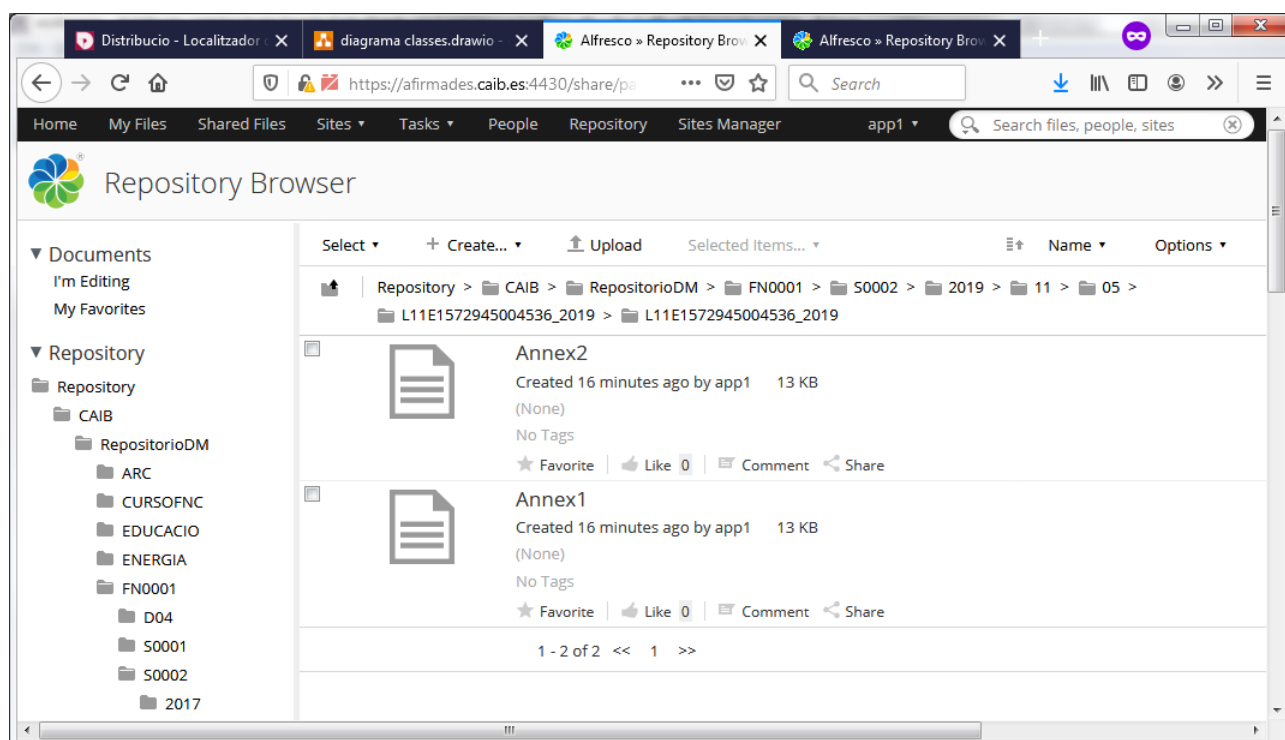 Distribucio - Localitzador
diagrama classes.drawio -
Alfresco » Repository Brow
Alfresco » Repository Brow
https://afirmades.caib.es:4430/share/pa
Search
Home My Files Shared Files Sites Tasks People Repository Sites Manager app1 Search files, people, sites
Repository Browser
Documents
I'm Editing
My Favorites
Repository
Repository
CAIB
RepositorioDM
ARC
CURSOFNC
EDUCACIO
ENERGIA
FN0001
D04
S0001
S0002
2017
Select + Create... Upload Selected Items... Name Options
Repository > CAIB > RepositorioDM > FN0001 > S0002 > 2019 > 11 > 05 >
L11E1572945004536_2019 > L11E1572945004536_2019
Annex2
Created 16 minutes ago by app1 13 KB
(None)
No Tags
Favorite Like 0 Comment Share
Annex1
Created 16 minutes ago by app1 13 KB
(None)
No Tags
Favorite Like 0 Comment Share
1 - 2 of 2 << 1 >>